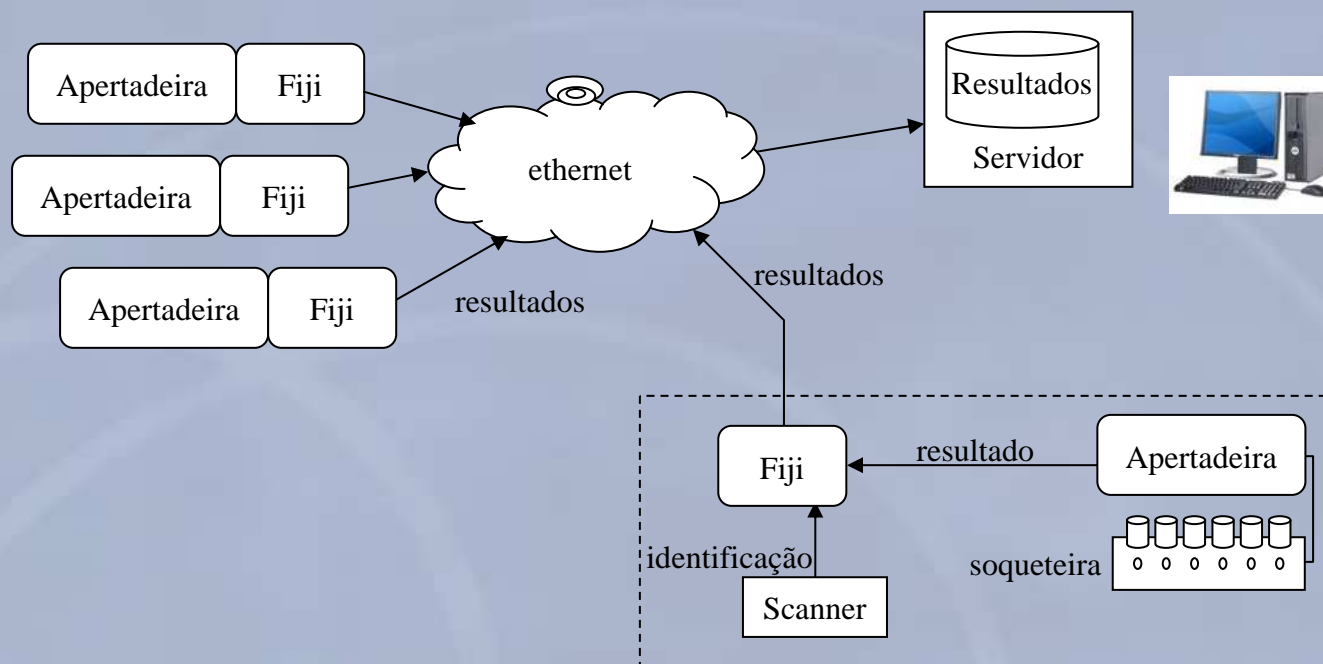 Apertadeira
Fiji
Apertadeira
Fiji
Apertadeira
Fiji
resultados
ethernet
Resultados
Servidor
resultados
Fiji
resultado
Apertadeira
identificação
Scanner
soqueteira